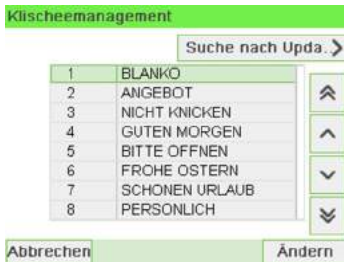 Klischeemanagement
Suche nach Upda..
1 BLANKO
2 ANGEBOT
3 NICHT KNICKEN
4 GUTEN MORGEN
5 BITTE OFFNEN
6 FROHE OSTERN
7 SCHONEN URLAUB
8 PERSONLICH
Abbrechen Ändern